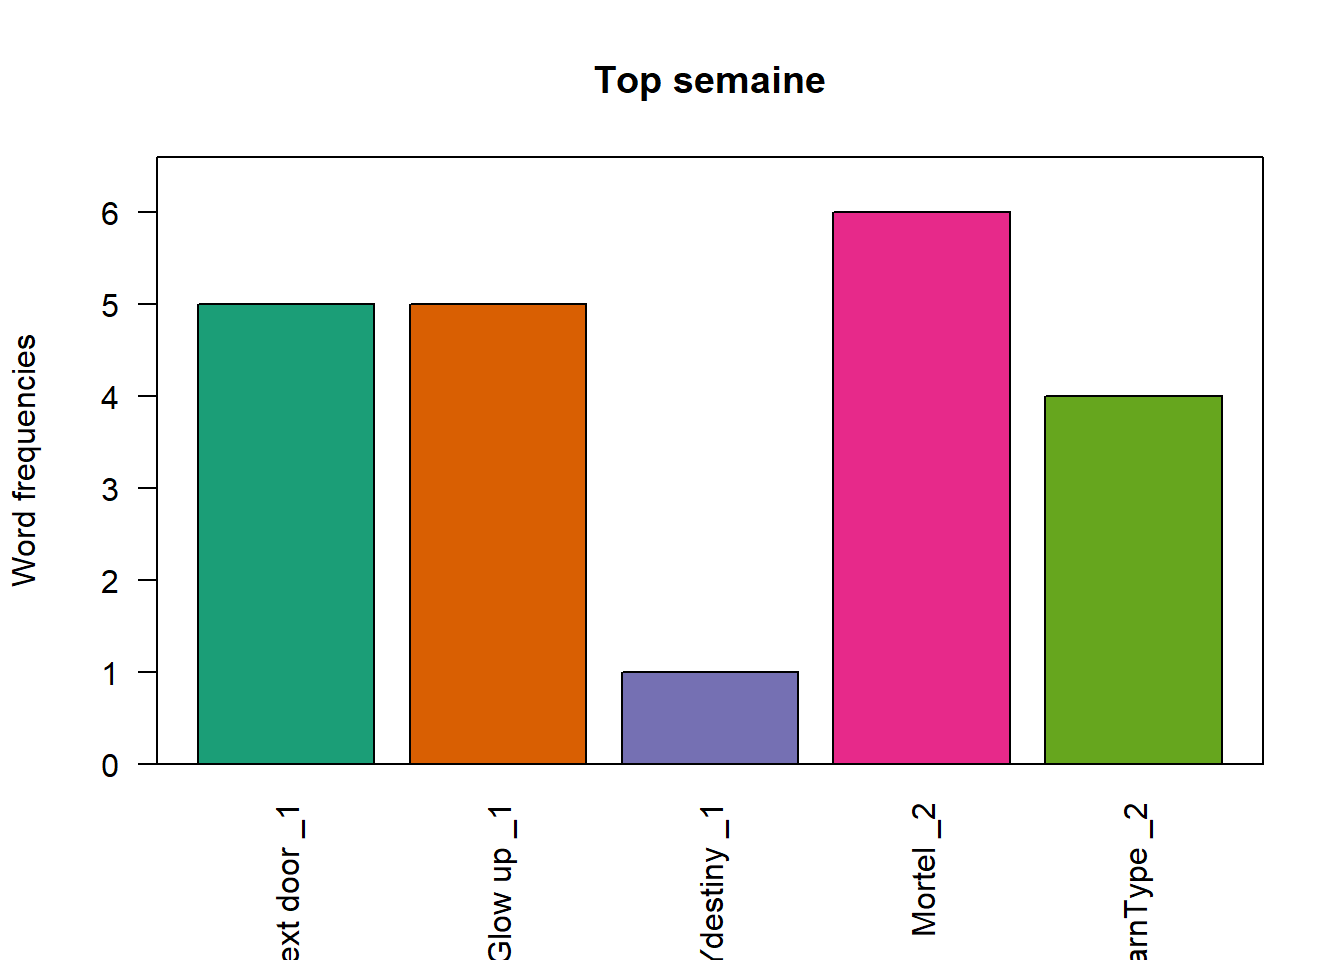 Top semaine
Word frequencies
6
5
4
3
2
1
0
ext door _1
Glow up _1
Ydestiny _1
Mortel _2
arnType _2